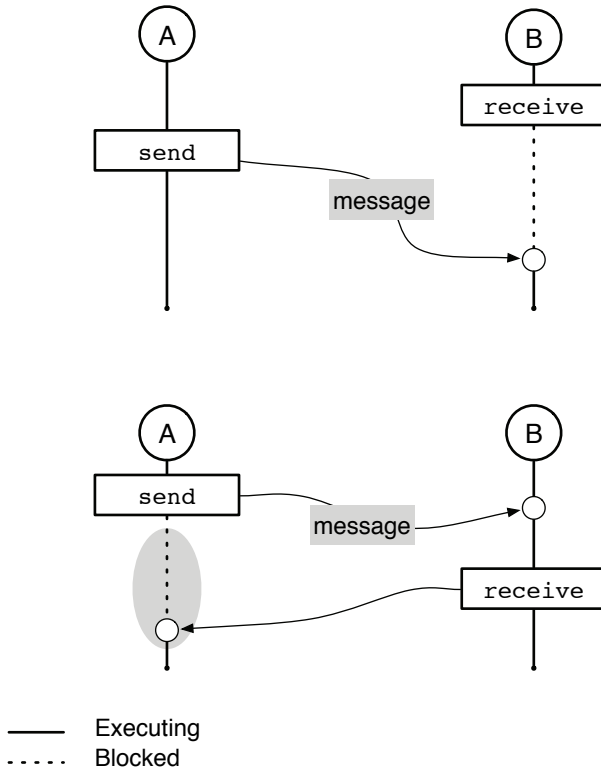 A
B
receive
send
message
A
B
send
message
receive
Executing
Blocked